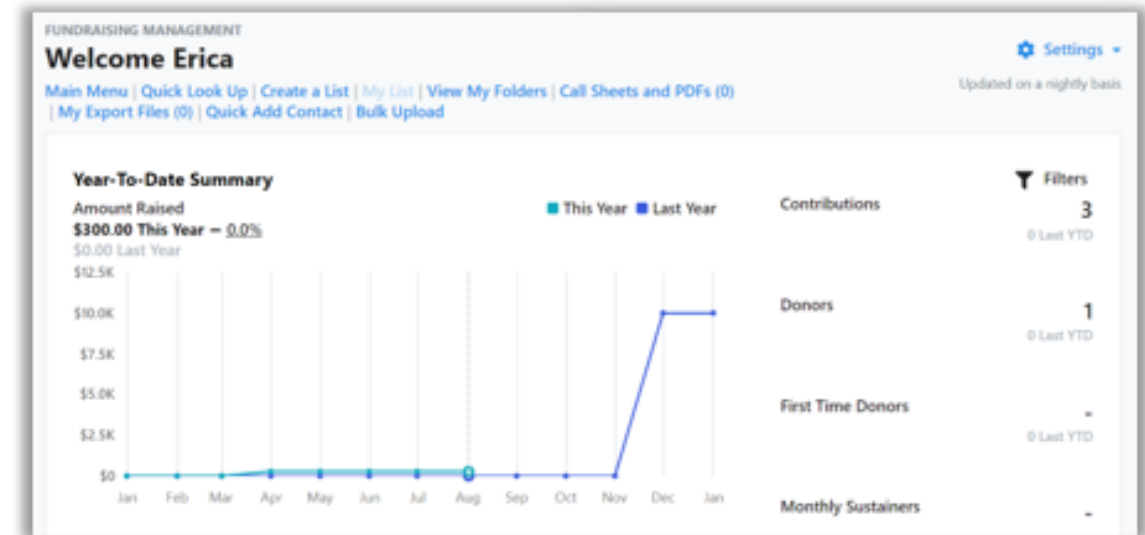 FUNDRAISING MANAGEMENT
Welcome Erica
Settings
Main Menu | Quick Look Up | Create a List | My List | View My Folders | Call Sheets and PDFs (0)
Updated on a nightly basis
| My Export Files (0) | Quick Add Contact | Bulk Upload
Year-To-Date Summary
Filters
Amount Raised
This Year Last Year
Contributions
3
$300.00 This Year — 0.0%
0 Last YTD
$0.00 Last Year
$12.5K
$10.0K
Donors
1
0 Last YTD
$7.5K
$5.0K
First Time Donors
-
$2.5K
0 Last YTD
$0
Jan Feb Mar Apr May Jun Jul Aug Sep Oct Nov Dec Jan
Monthly Sustainers
-